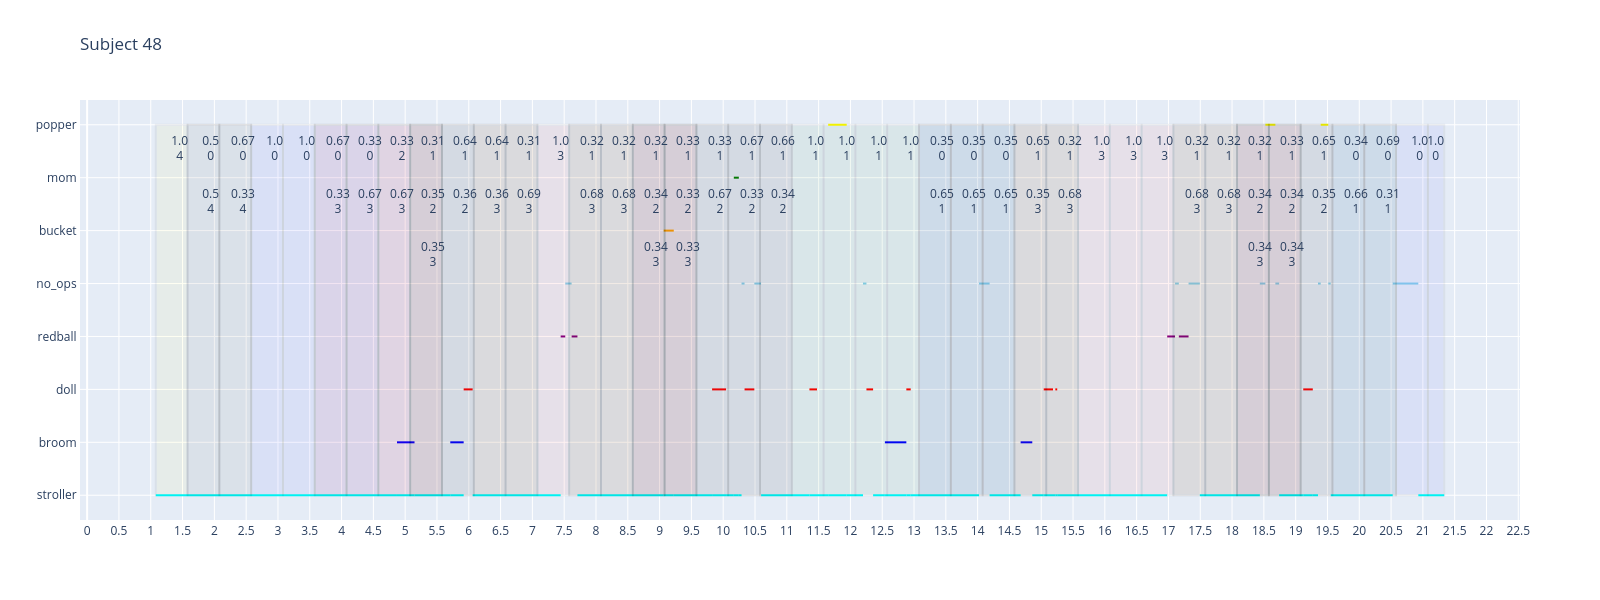 Subject 48
popper
1.0 0.5 0.67 1.0 1.0 0.67 0.33 0.33 0.31 0.64 0.64 0.31 1.0 0.32 0.32 0.32 0.33 0.33 0.67 0.66 1.0 1.0 1.0 1.0 0.35 0.35 0.35 0.65 0.32 1.0 1.0 1.0 0.32 0.32 0.32 0.33 0.65 0.34 0.69 1.0 1.0
4 0 0 0 0 0 0 2 1 1 1 1 3 1 1 1 1 1 1 1 1 1 1 1 0 0 0 1 1 3 3 3 1 1 1 1 1 0 0 0 0
mom
0.5 0.33 0.33 0.67 0.67 0.35 0.36 0.36 0.69 0.68 0.68 0.34 0.33 0.67 0.33 0.34 0.65 0.65 0.65 0.35 0.68 0.68 0.68 0.34 0.34 0.35 0.66 0.31
4 4 3 3 3 2 2 3 3 3 3 2 2 2 2 2 1 1 1 3 3 3 3 2 2 2 1 1
bucket
0.35 0.34 0.33 0.34 0.34
3 3 3 3 3
no_ops
redball
doll
broom
stroller
0 0.5 1 1.5 2 2.5 3 3.5 4 4.5 5 5.5 6 6.5 7 7.5 8 8.5 9 9.5 10 10.5 11 11.5 12 12.5 13 13.5 14 14.5 15 15.5 16 16.5 17 17.5 18 18.5 19 19.5 20 20.5 21 21.5 22 22.5